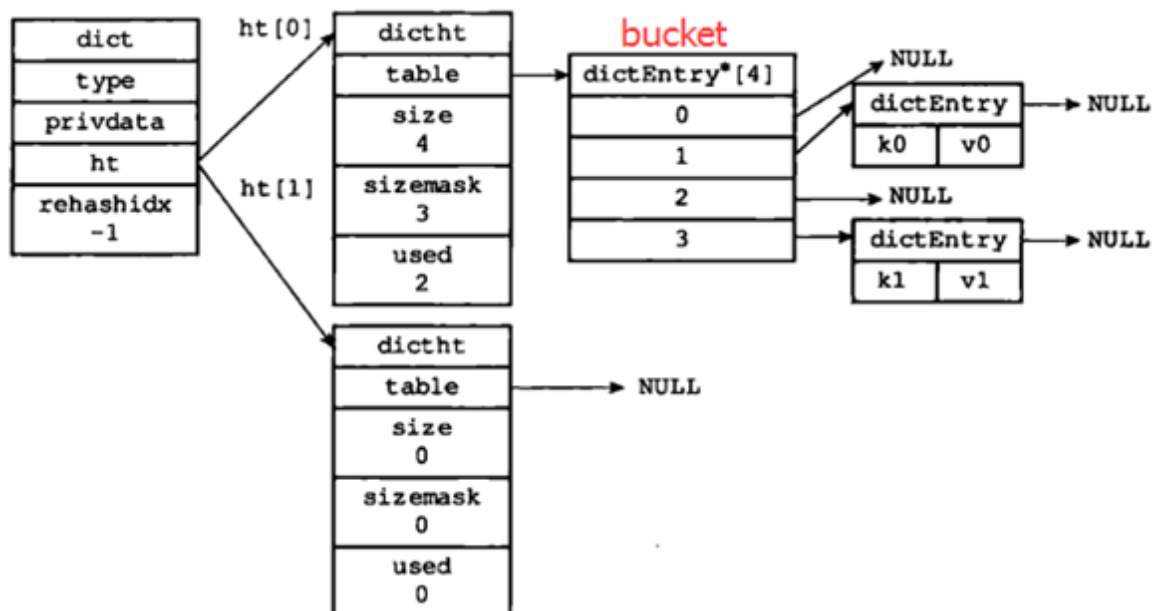 dict
type
privdata
ht
rehashidx
-1
ht[0]
ht[1]
dictht
table
size
4
sizemask
3
used
2
bucket
dictEntry*[4]
0
1
2
3
NULL
dictEntry
NULL
k0 v0
NULL
dictEntry
NULL
k1 v1
dictht
table
NULL
size
0
sizemask
0
used
0